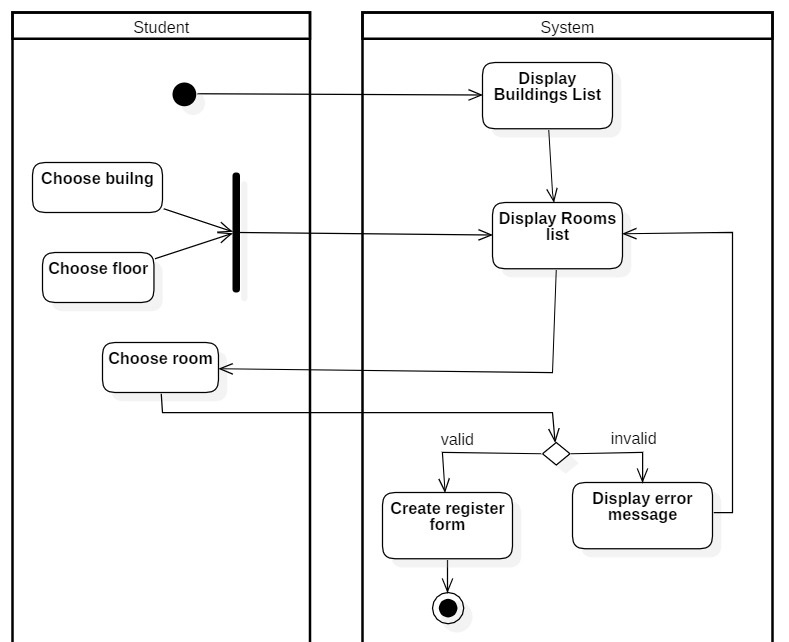 Student
System
Display
Buildings List
Choose builng
Display Rooms
list
Choose floor
Choose room
valid
invalid
Create register
form
Display error
message